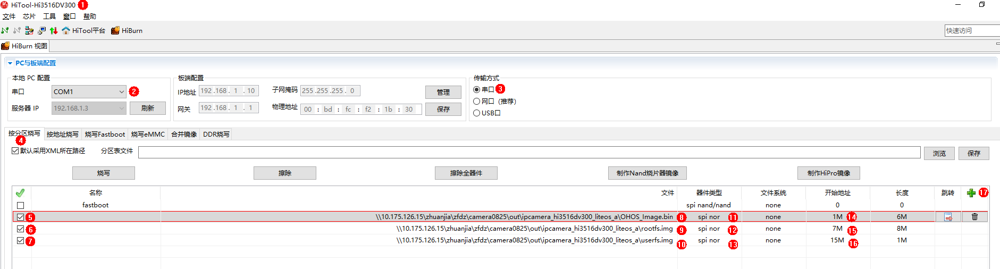 HiTool-Hi3516DV300 1
文件 芯片 工具 窗口 帮助
HiTool平台 HiBurn
快速访问
HiBurn 视图
PC与板端配置
本地 PC 配置 板端配置 传输方式
串口 COM1 2 IP地址 192 .168 . 1 . 10 子网掩码 255 .255 .255 . 0 管理 串口 3
网口（推荐）
服务器 IP 192.168.1.3 刷新 网关 192 .168 . 1 . 1 物理地址 00 : bd : fc : f2 : 1b : 30 保存 USB口
按分区烧写 按地址烧写 烧写Fastboot 烧写eMMC 合并镜像 DDR烧写
4
默认采用XML所在路径 分区表文件 浏览 保存
烧写 擦除 擦除全器件 制作Nand烧片器镜像 制作HiPro镜像
名称 文件 器件类型 文件系统 开始地址 长度 跳转 17
fastboot spi nand/nand none 0 0
5 \\10.175.126.15\zhuanjia\zfdz\camera0825\out\ipcamera_hi3516dv300_liteos_a\OHOS_Image.bin 8 spi nor 11 none 1M 14 6M
6 \\10.175.126.15\zhuanjia\zfdz\camera0825\out\ipcamera_hi3516dv300_liteos_a\rootfs.img 9 spi nor 12 none 7M 15 8M
7 \\10.175.126.15\zhuanjia\zfdz\camera0825\out\ipcamera_hi3516dv300_liteos_a\userfs.img 10 spi nor 13 none 15M 16 1M